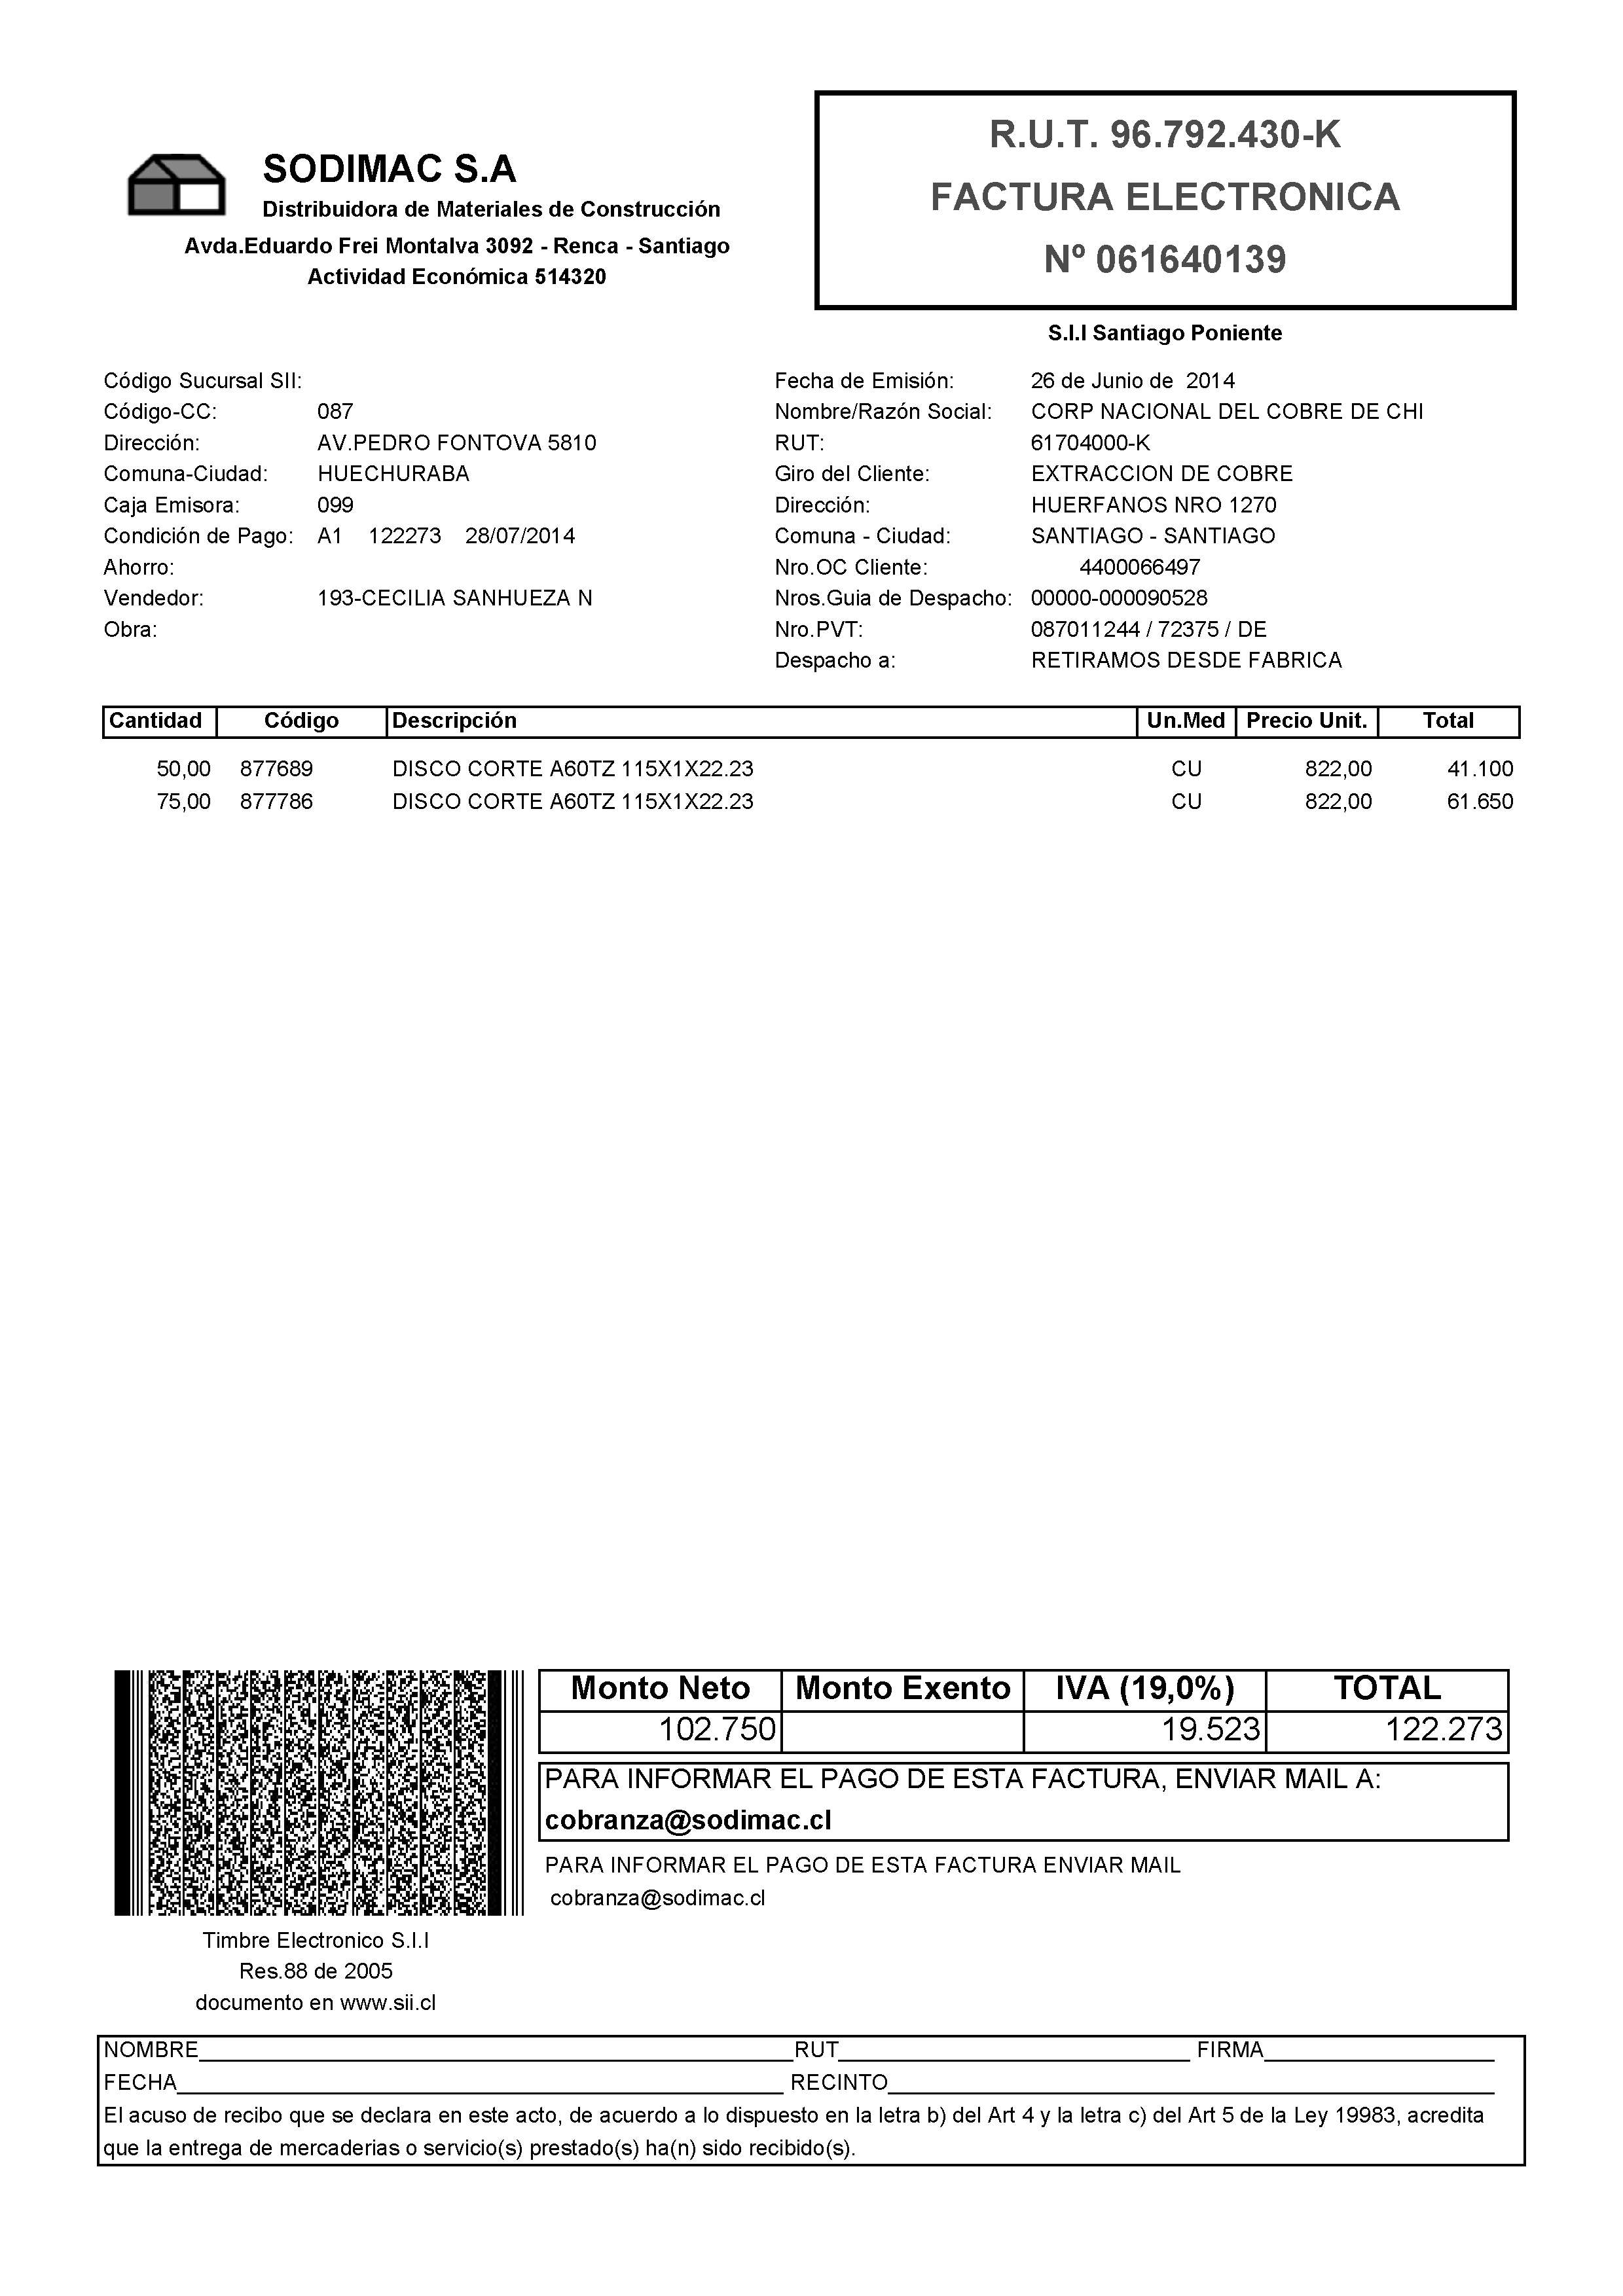 SODIMAC S.A
Distribuidora de Materiales de Construcción
Avda.Eduardo Frei Montalva 3092 - Renca - Santiago
Actividad Económica 514320
R.U.T. 96.792.430-K
FACTURA ELECTRONICA
Nº 061640139
S.I.I Santiago Poniente
Código Sucursal SII:
Código-CC: 087
Dirección: AV.PEDRO FONTOVA 5810
Comuna-Ciudad: HUECHURABA
Caja Emisora: 099
Condición de Pago: A1 122273 28/07/2014
Ahorro:
Vendedor: 193-CECILIA SANHUEZA N
Obra:
Fecha de Emisión: 26 de Junio de 2014
Nombre/Razón Social: CORP NACIONAL DEL COBRE DE CHI
RUT: 61704000-K
Giro del Cliente: EXTRACCION DE COBRE
Dirección: HUERFANOS NRO 1270
Comuna - Ciudad: SANTIAGO - SANTIAGO
Nro.OC Cliente: 4400066497
Nros.Guia de Despacho: 00000-000090528
Nro.PVT: 087011244 / 72375 / DE
Despacho a: RETIRAMOS DESDE FABRICA
Cantidad Código Descripción Un.Med Precio Unit. Total
50,00 877689 DISCO CORTE A60TZ 115X1X22.23 CU 822,00 41.100
75,00 877786 DISCO CORTE A60TZ 115X1X22.23 CU 822,00 61.650
Monto Neto Monto Exento IVA (19,0%) TOTAL
102.750 19.523 122.273
PARA INFORMAR EL PAGO DE ESTA FACTURA, ENVIAR MAIL A:
cobranza@sodimac.cl
PARA INFORMAR EL PAGO DE ESTA FACTURA ENVIAR MAIL
cobranza@sodimac.cl
Timbre Electronico S.I.I
Res.88 de 2005
documento en www.sii.cl
NOMBRE RUT FIRMA
FECHA RECINTO
El acuso de recibo que se declara en este acto, de acuerdo a lo dispuesto en la letra b) del Art 4 y la letra c) del Art 5 de la Ley 19983, acredita
que la entrega de mercaderias o servicio(s) prestado(s) ha(n) sido recibido(s).